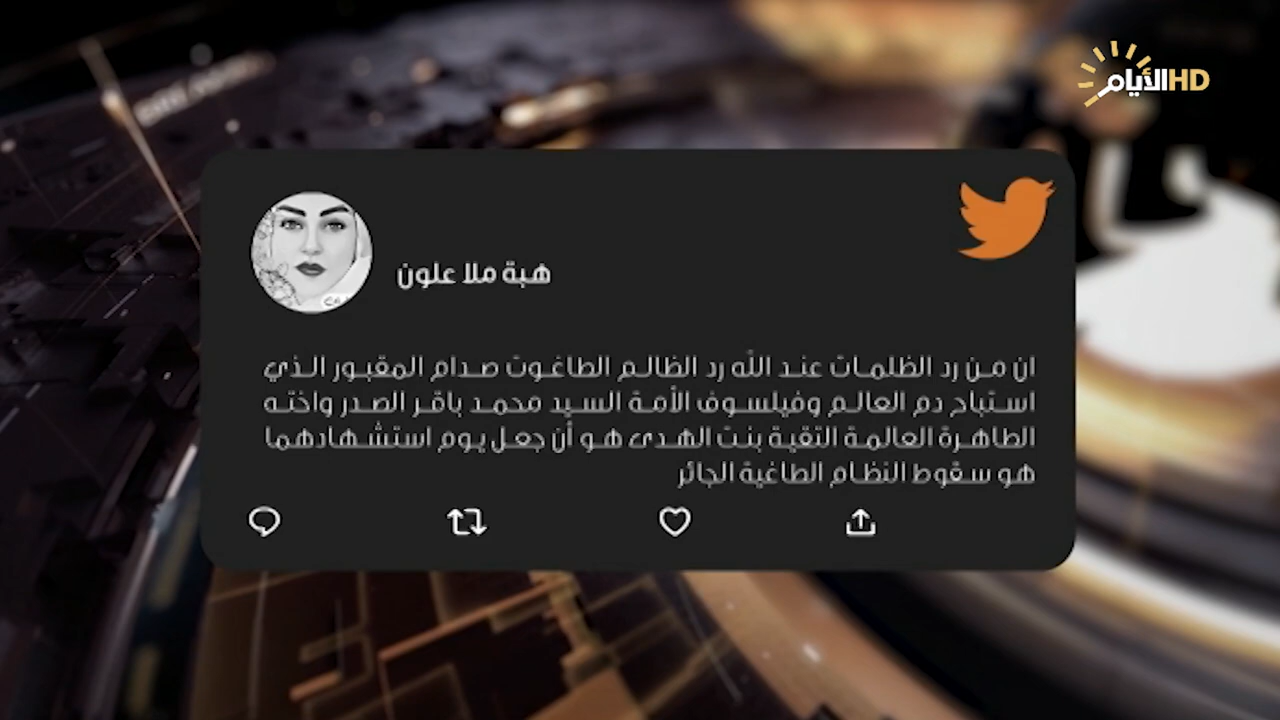 الأيام HD
هبة ملا علون
ان من رد الظلمات عند الله رد الظالم الطاغوت صدام المقبور الذي
استباح دم العالم وفيلسوف الأمة السيد محمد باقر الصدر واخته
الطاهرة العالمة التقية بنت الهدى هو أن جعل يوم استشهادهما
هو سقوط النظام الطاغية الجائر